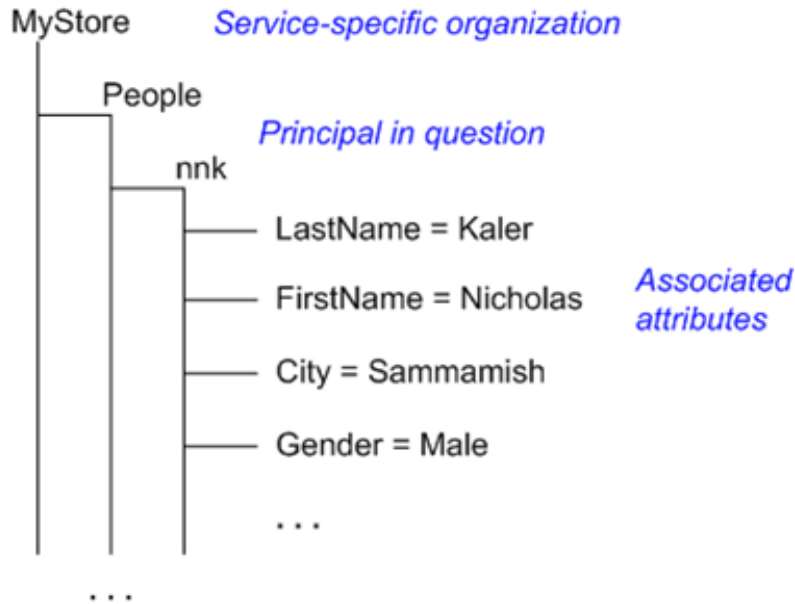 MyStore Service-specific organization
People
Principal in question
nnk
LastName = Kaler
FirstName = Nicholas
Associated
attributes
City = Sammamish
Gender = Male
. . .
. . .